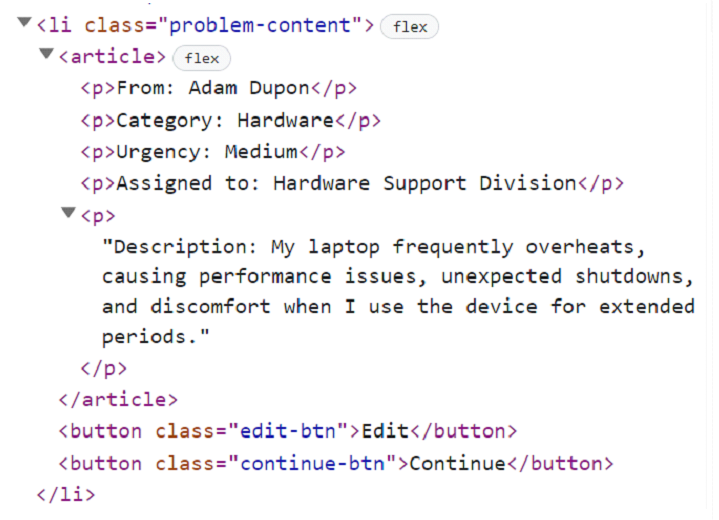 ▼<li class="problem-content"> flex
▼<article> flex
<p>From: Adam Dupon</p>
<p>Category: Hardware</p>
<p>Urgency: Medium</p>
<p>Assigned to: Hardware Support Division</p>
▼<p>
"Description: My laptop frequently overheats,
causing performance issues, unexpected shutdowns,
and discomfort when I use the device for extended
periods."
</p>
</article>
<button class="edit-btn">Edit</button>
<button class="continue-btn">Continue</button>
</li>